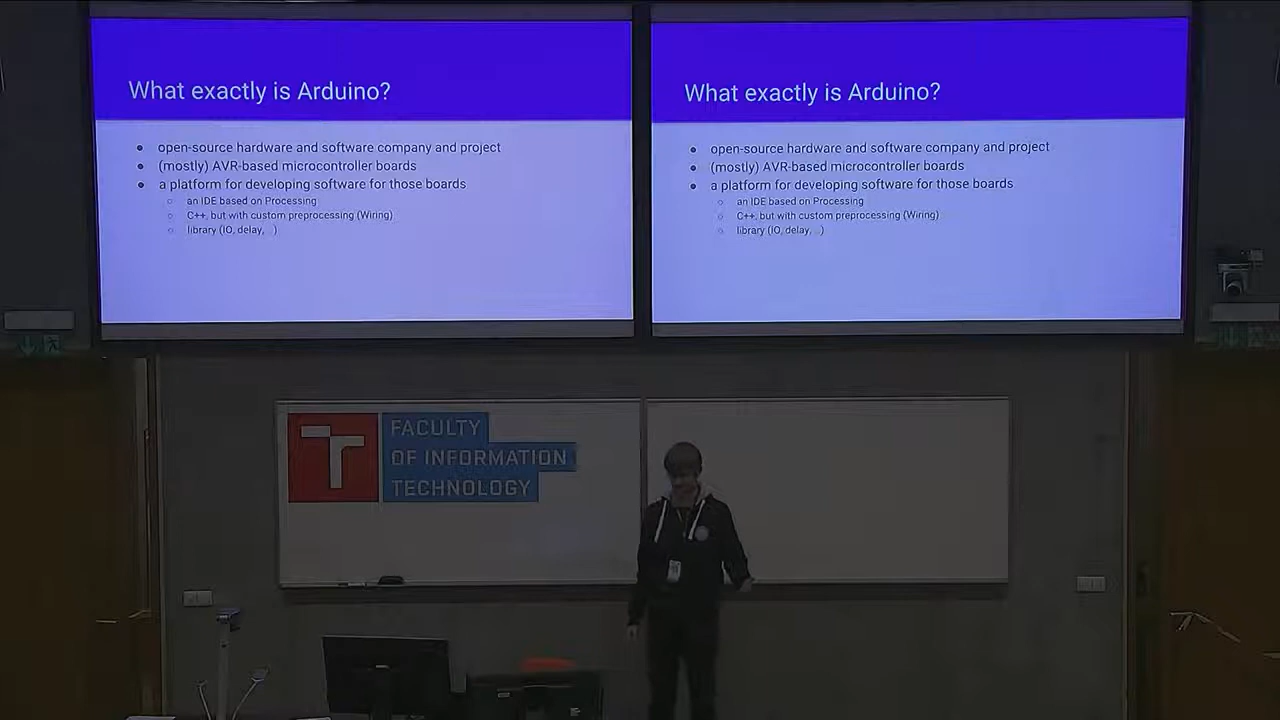 What exactly is Arduino?
open-source hardware and software company and project
(mostly) AVR-based microcontroller boards
a platform for developing software for those boards
an IDE based on Processing
C++, but with custom preprocessing (Wiring)
library (IO, delay, ...)
What exactly is Arduino?
open-source hardware and software company and project
(mostly) AVR-based microcontroller boards
a platform for developing software for those boards
an IDE based on Processing
C++, but with custom preprocessing (Wiring)
library (IO, delay, ...)
T FACULTY
OF INFORMATION
TECHNOLOGY